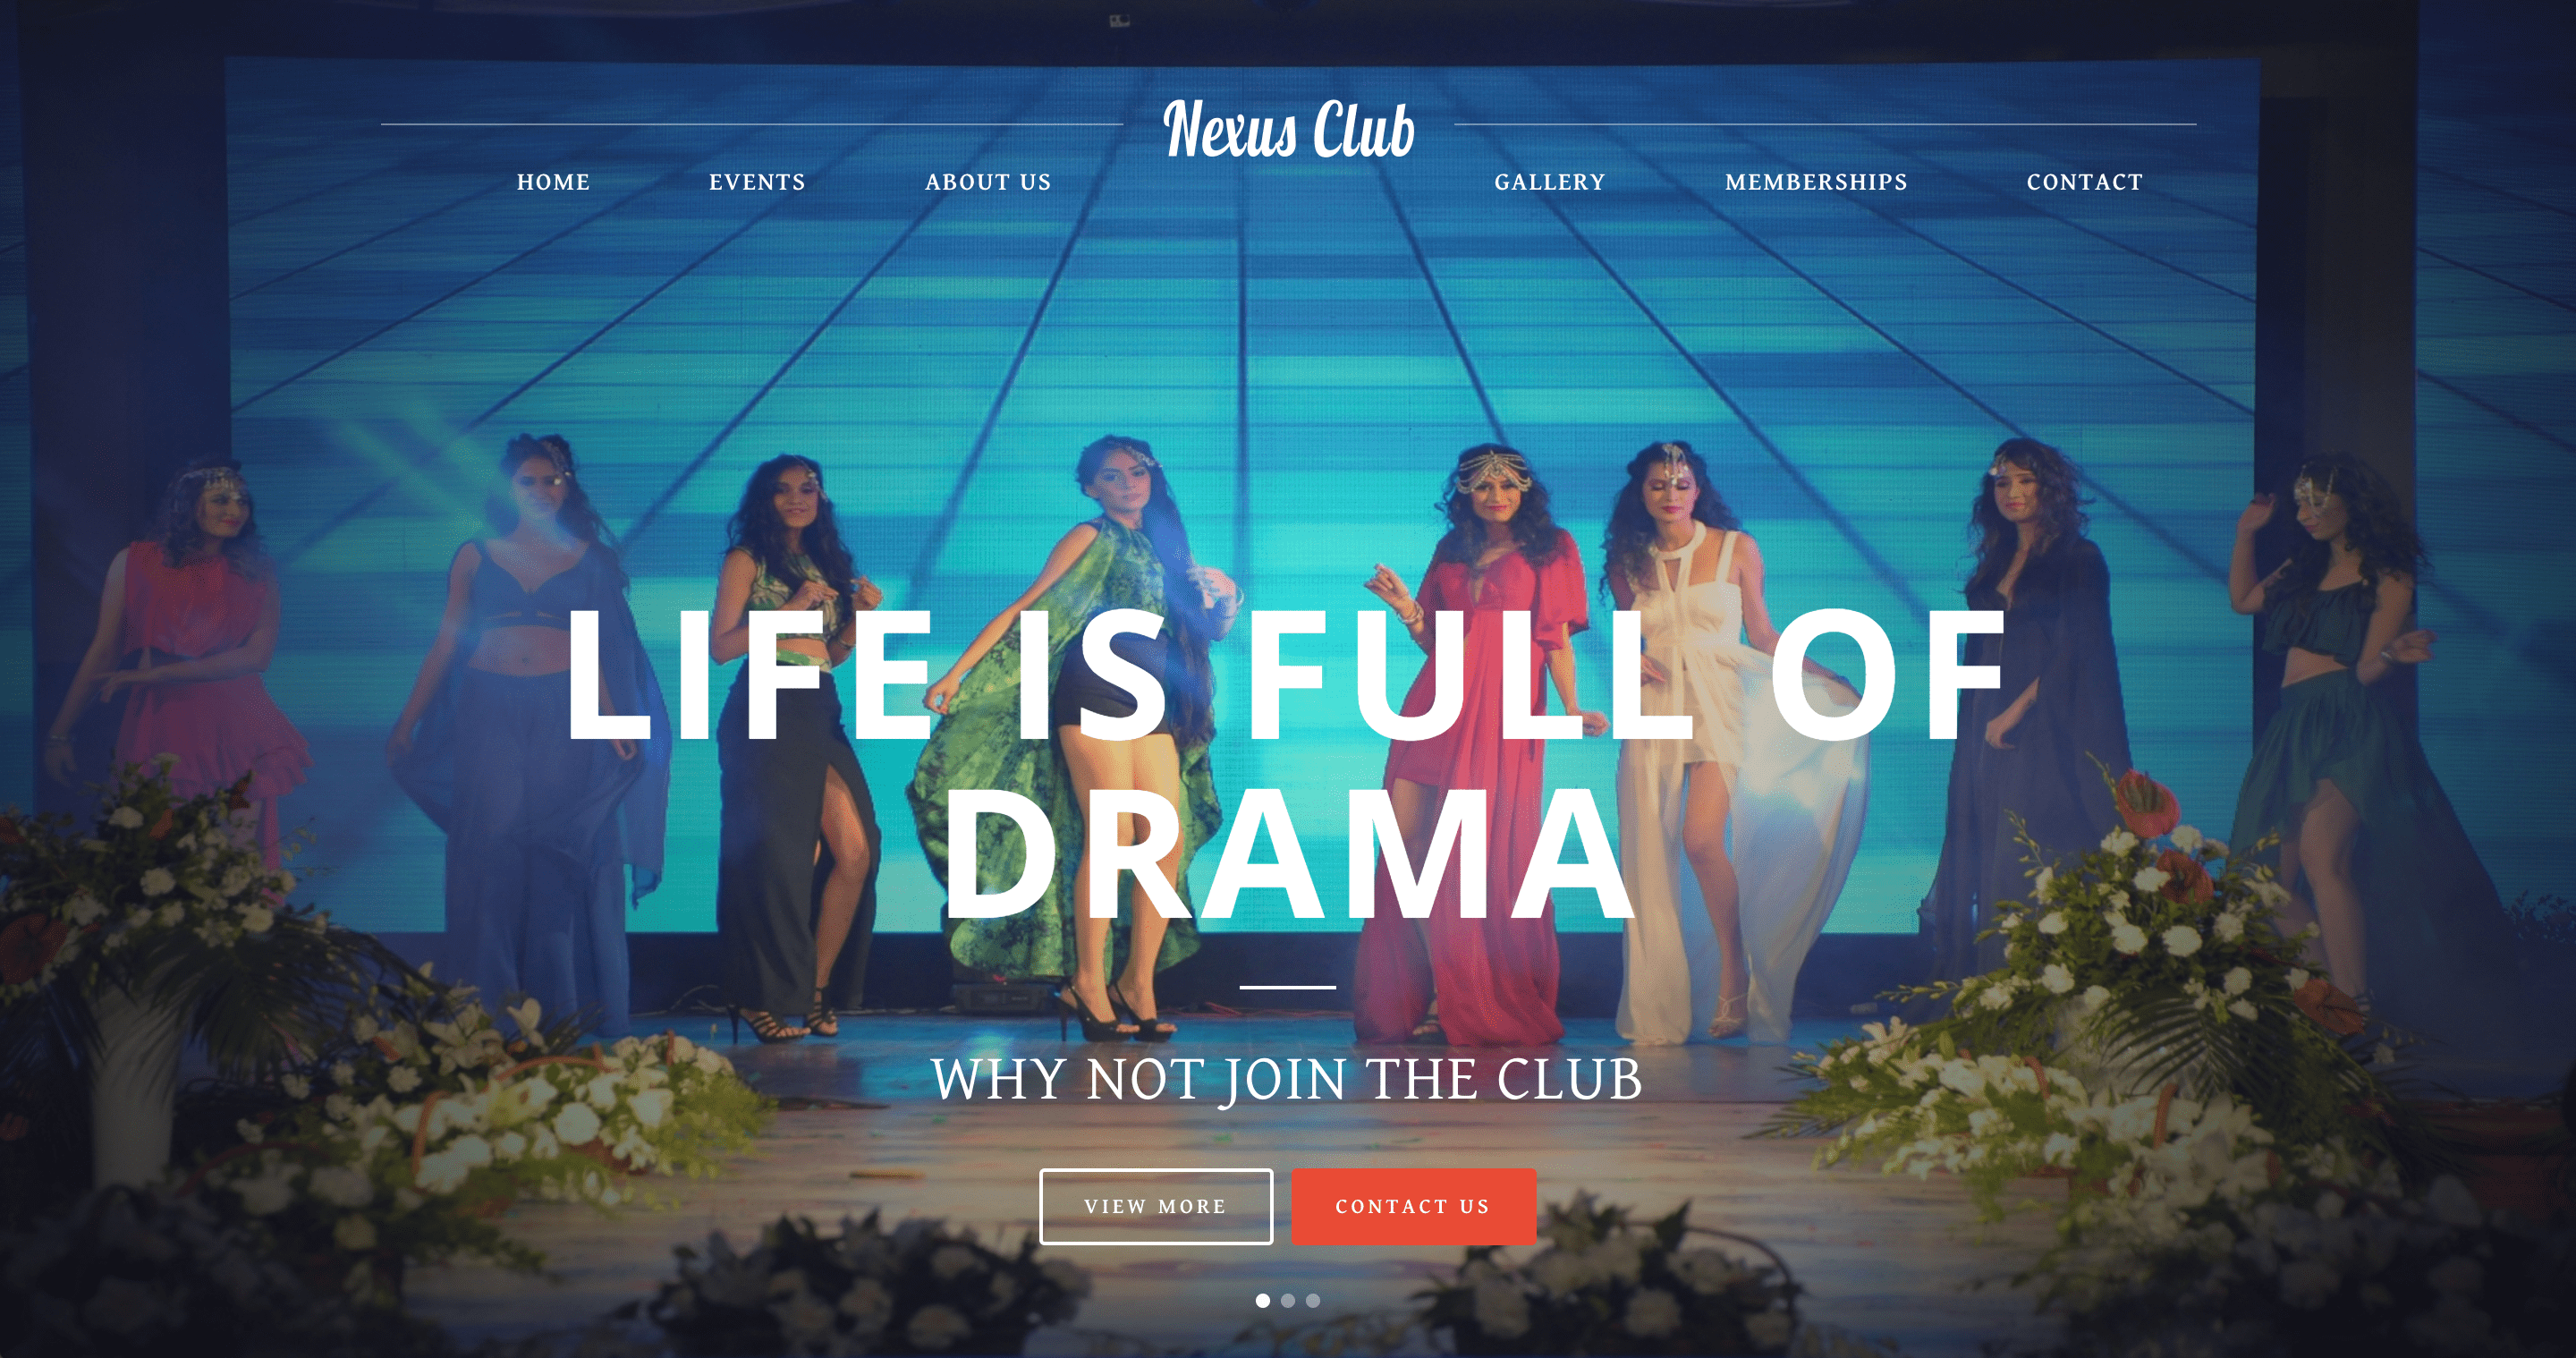 Nexus Club
HOME EVENTS ABOUT US GALLERY MEMBERSHIPS CONTACT
LIFE IS FULL OF
DRAMA
WHY NOT JOIN THE CLUB
VIEW MORE CONTACT US